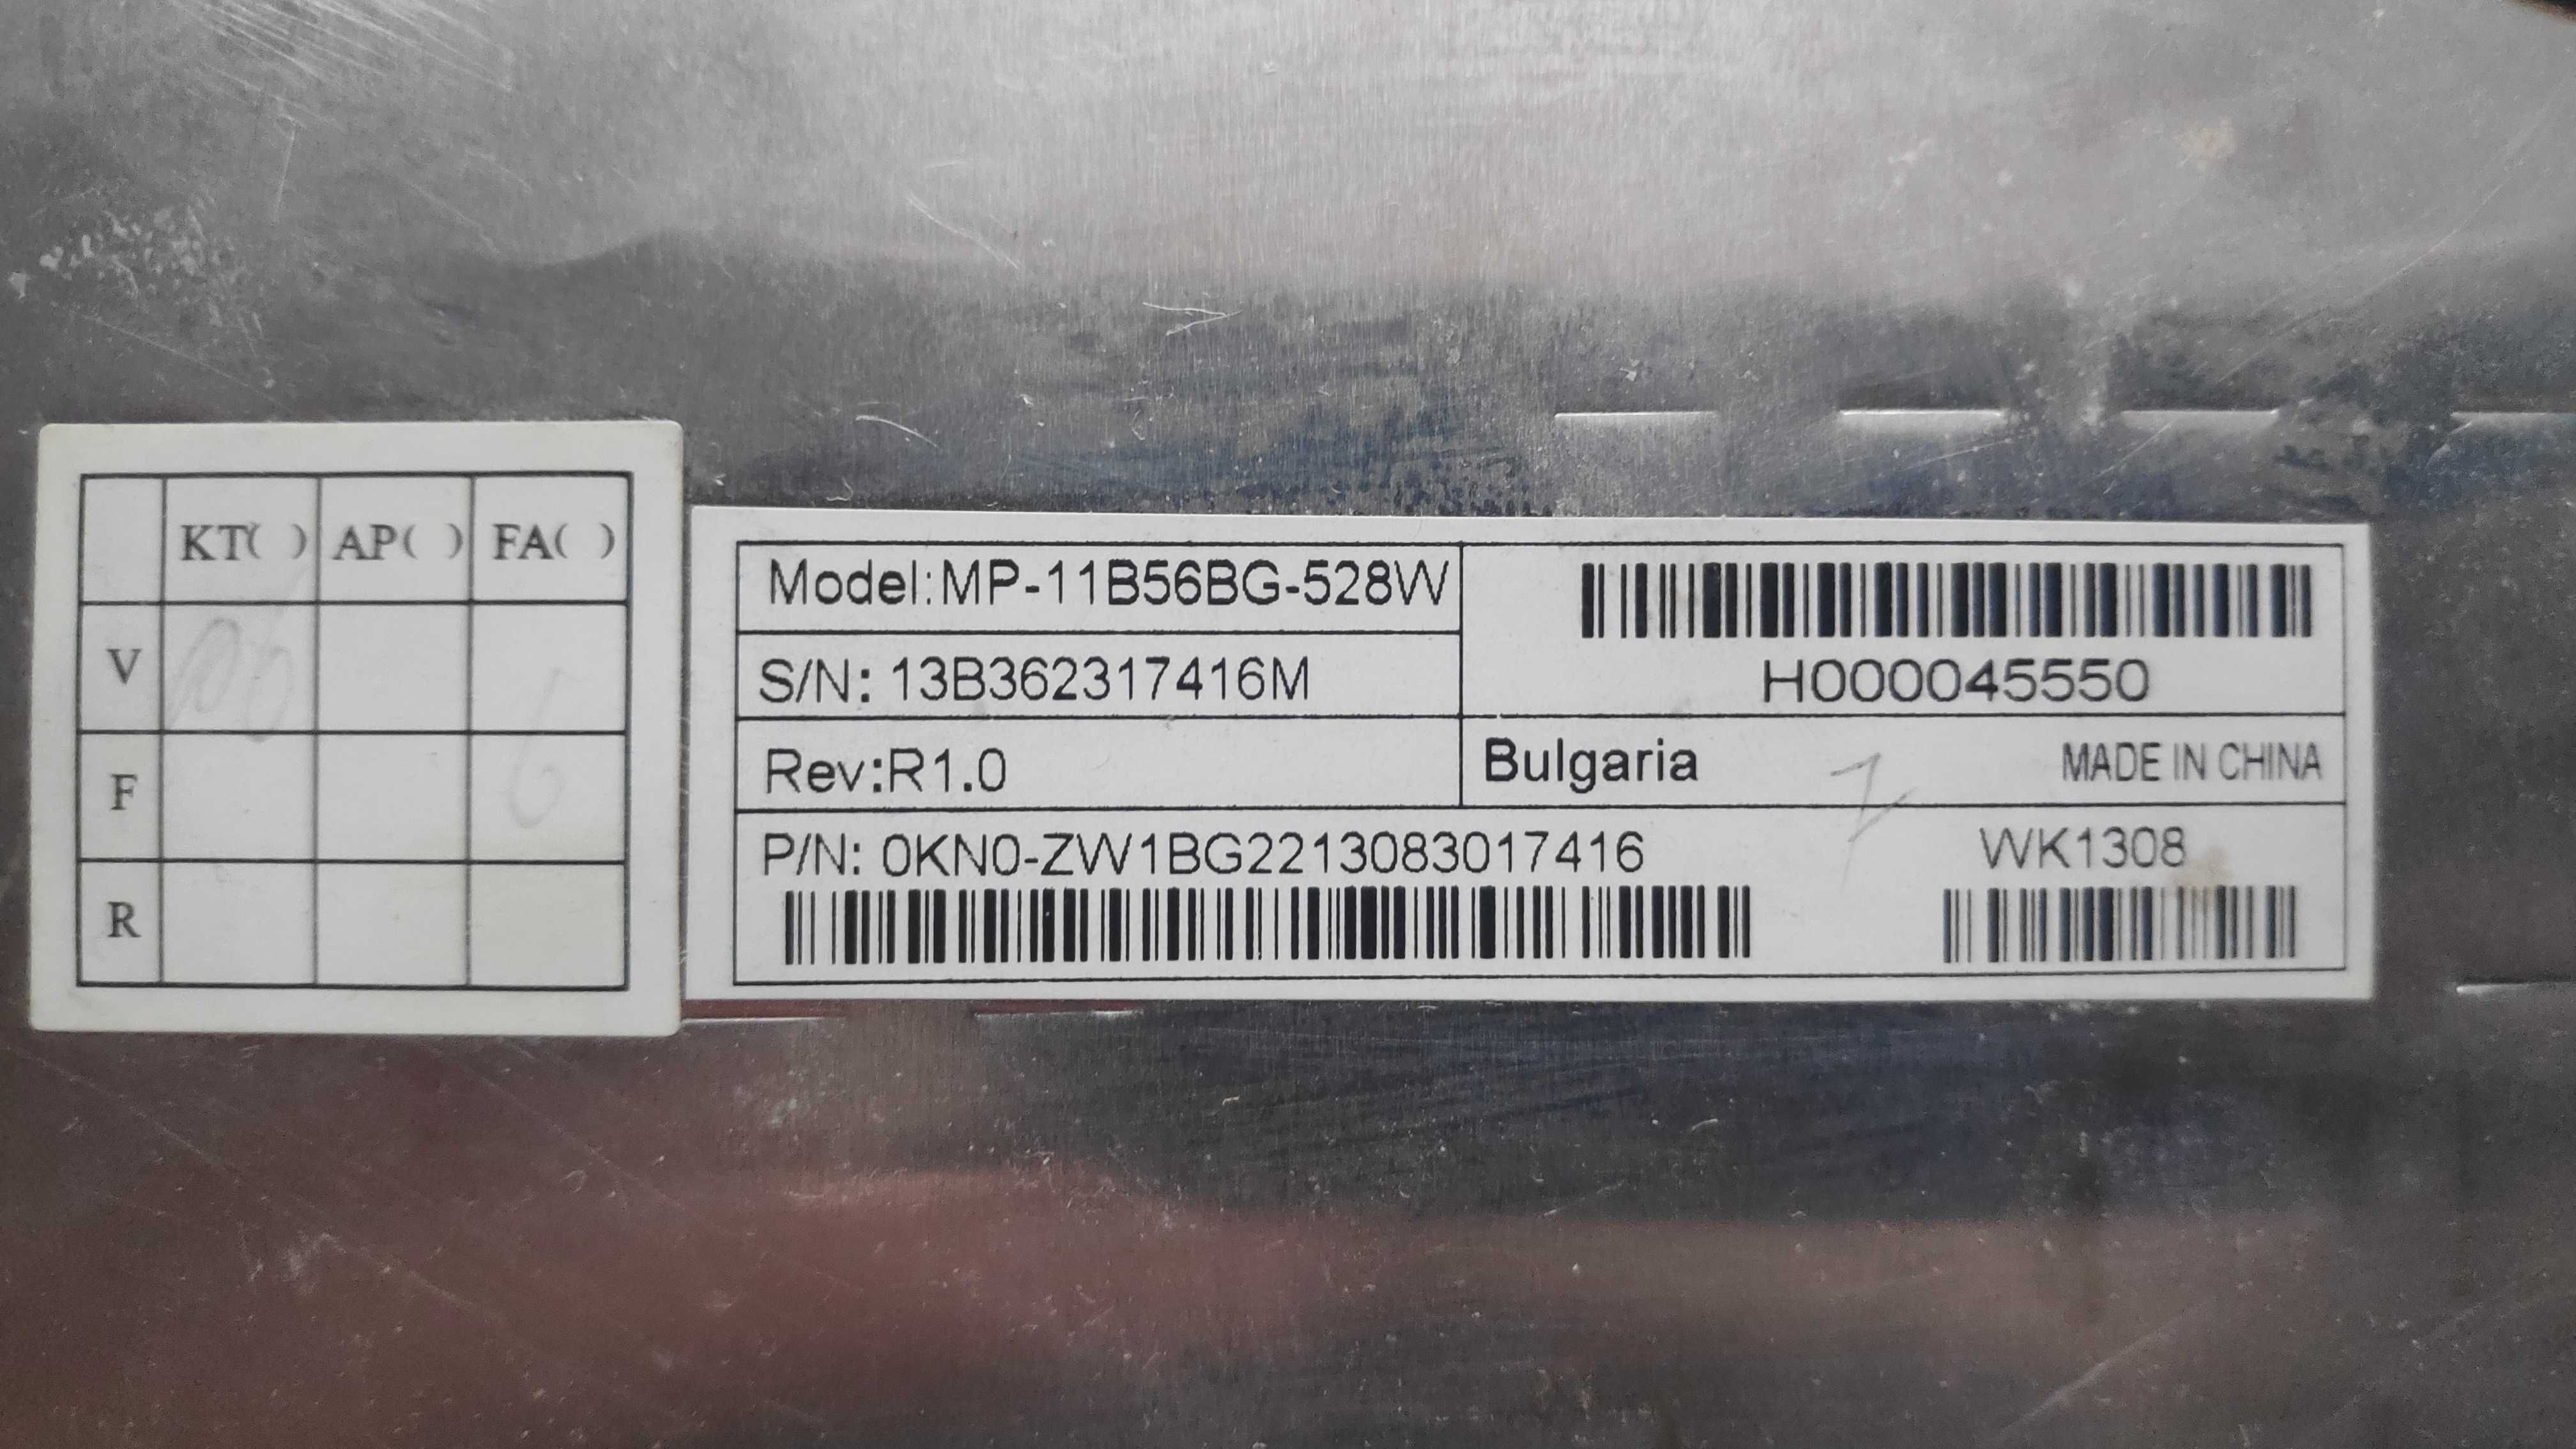 KT( ) AP( ) FA( )
V
F
R
6
Model:MP-11B56BG-528W
S/N: 13B362317416M
Rev:R1.0
H000045550
Bulgaria MADE IN CHINA
P/N: 0KN0-ZW1BG2213083017416
WK1308